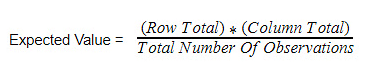 Expected Value = (Row Total) * (Column Total)
Total Number Of Observations